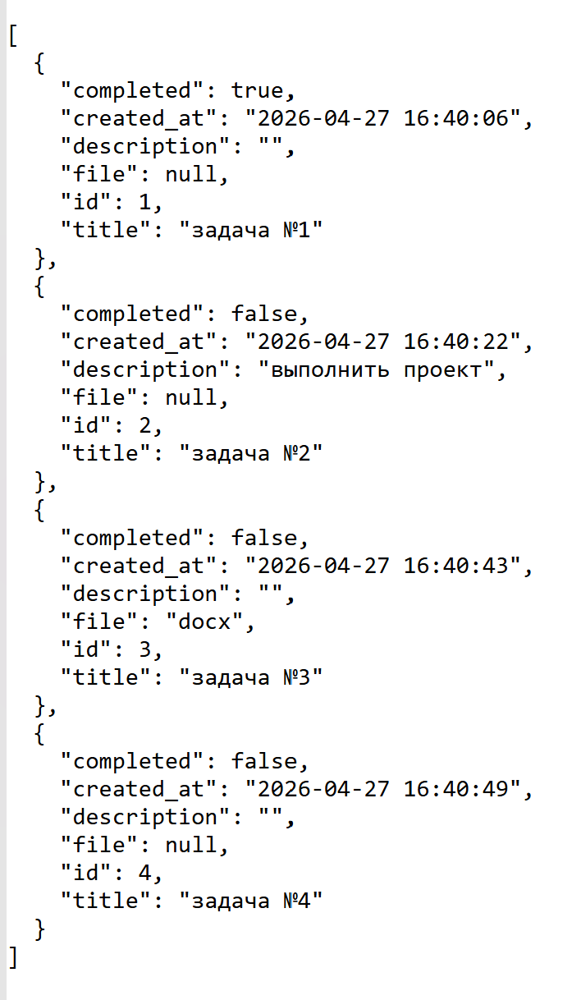 [
  {
    "completed": true,
    "created_at": "2026-04-27 16:40:06",
    "description": "",
    "file": null,
    "id": 1,
    "title": "задача №1"
  },
  {
    "completed": false,
    "created_at": "2026-04-27 16:40:22",
    "description": "выполнить проект",
    "file": null,
    "id": 2,
    "title": "задача №2"
  },
  {
    "completed": false,
    "created_at": "2026-04-27 16:40:43",
    "description": "",
    "file": "docx",
    "id": 3,
    "title": "задача №3"
  },
  {
    "completed": false,
    "created_at": "2026-04-27 16:40:49",
    "description": "",
    "file": null,
    "id": 4,
    "title": "задача №4"
  }
]